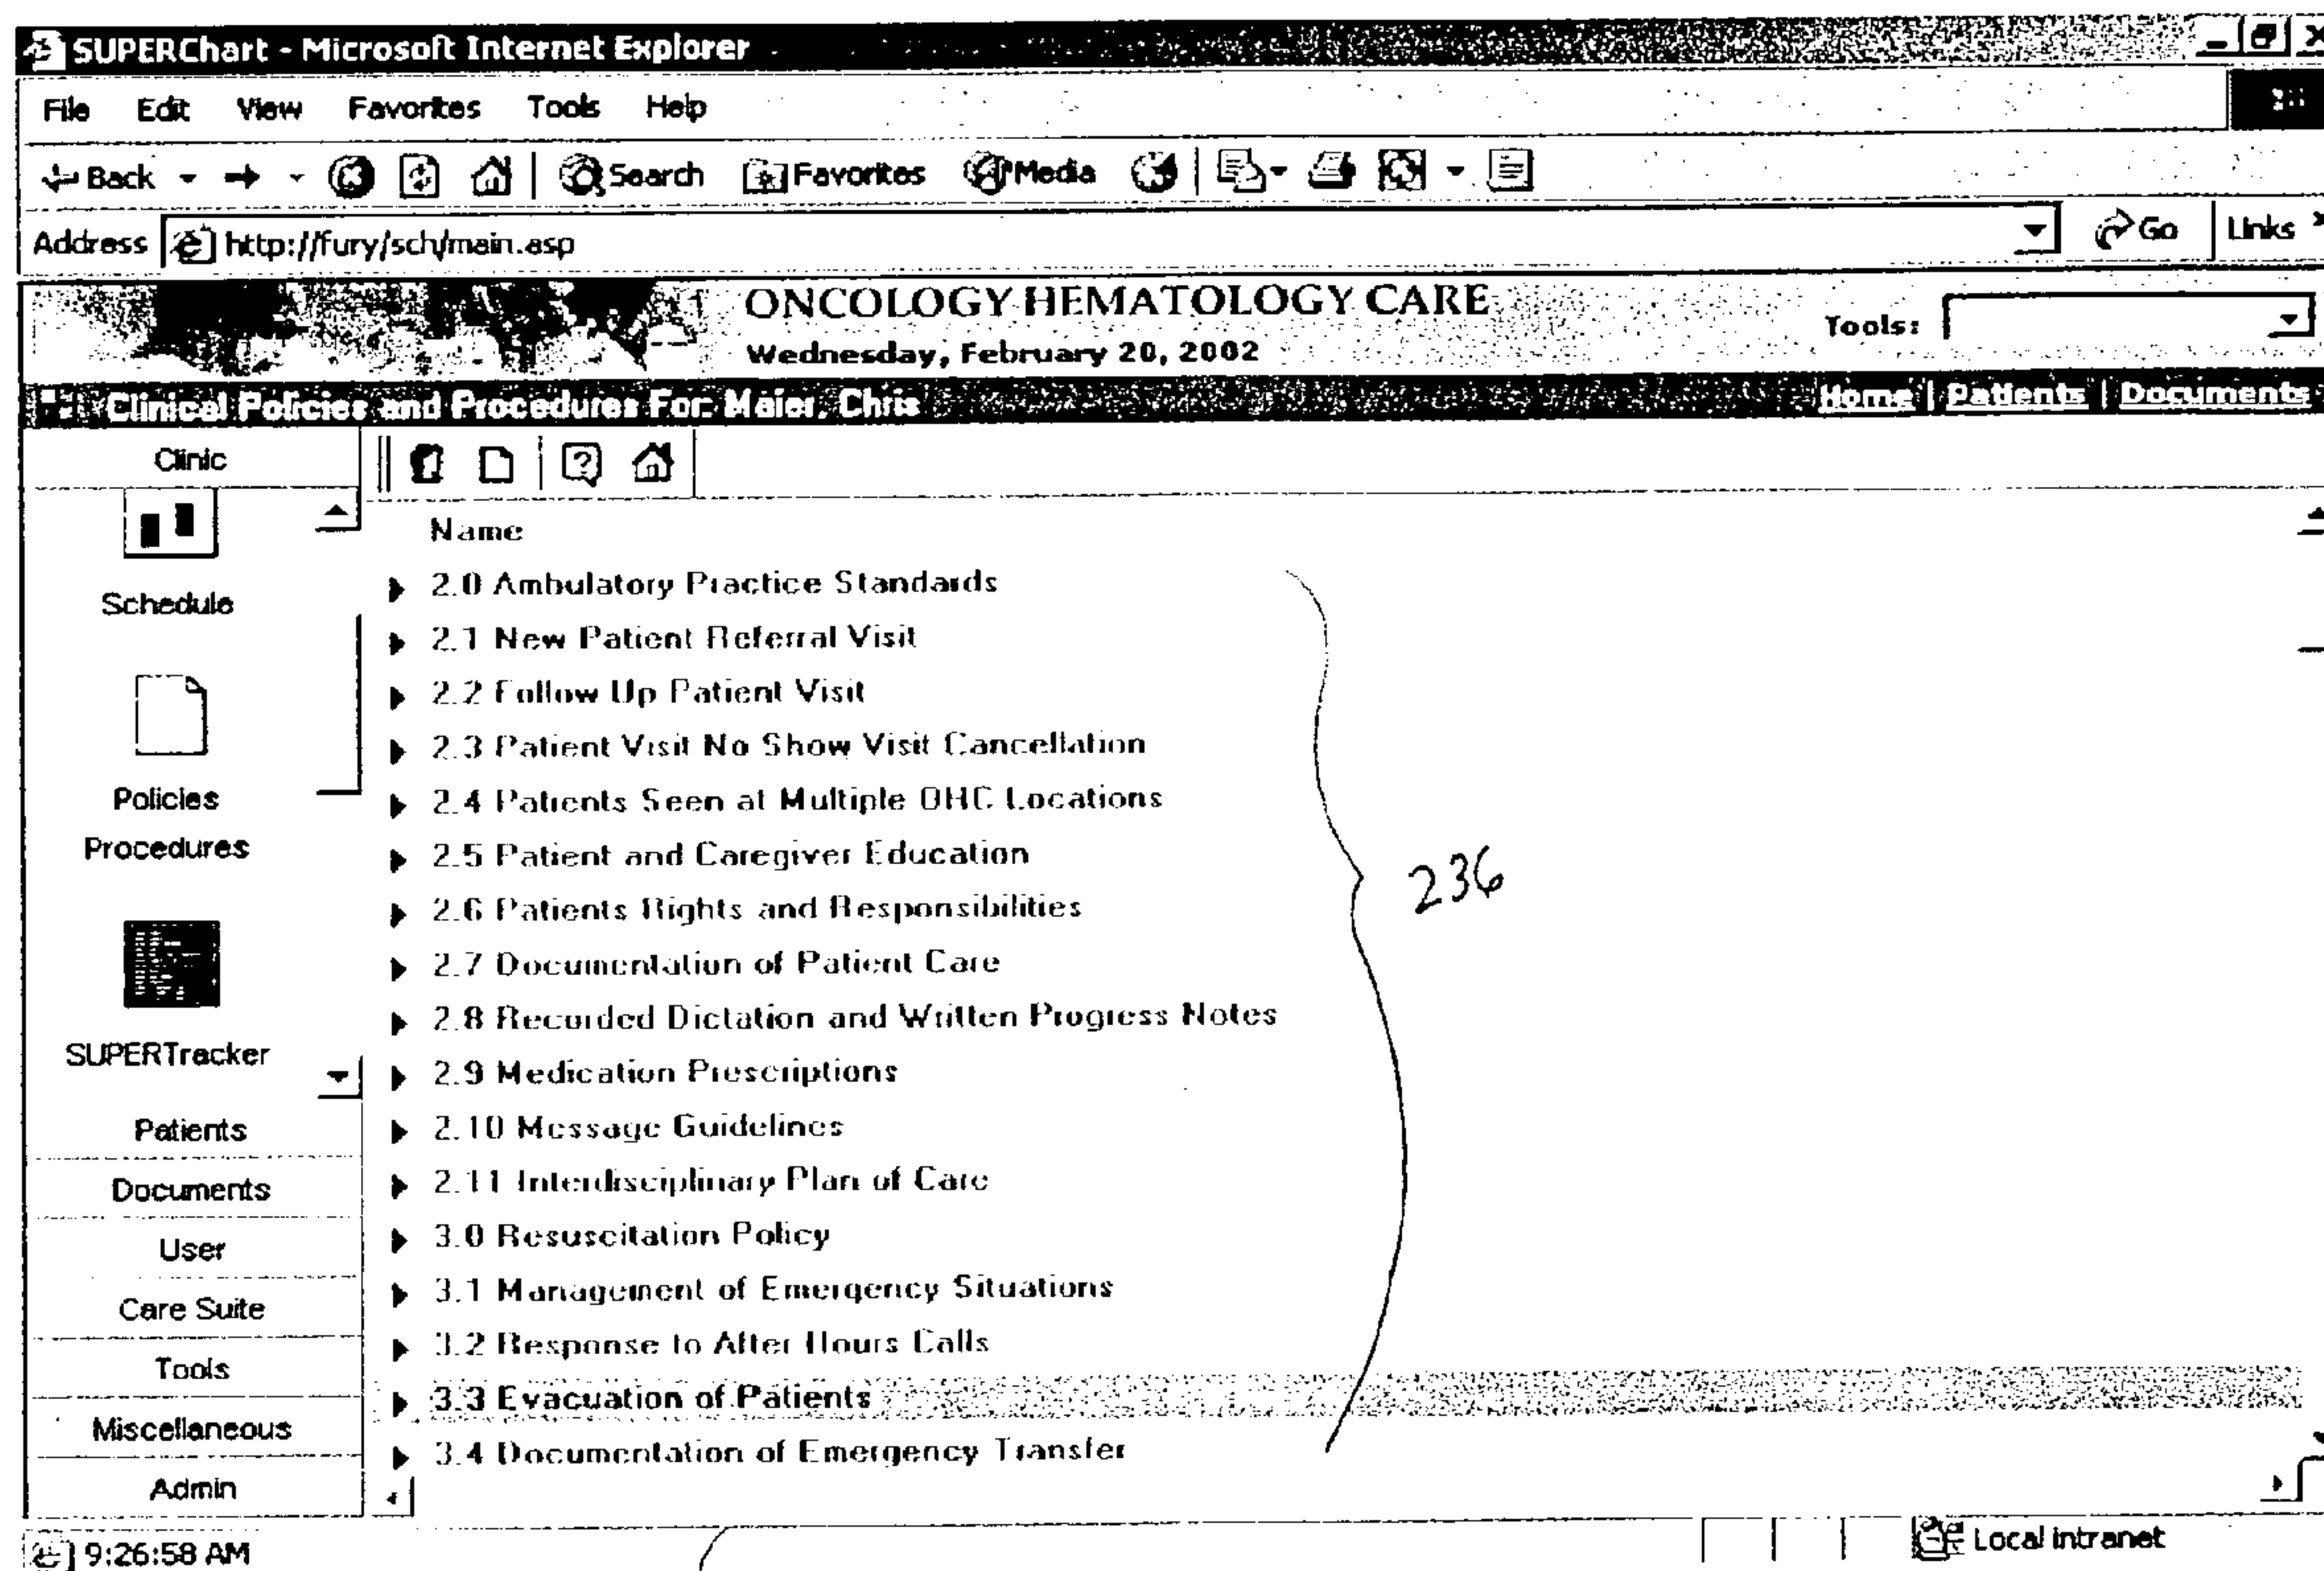 SUPERChart - Microsoft Internet Explorer
File Edit View Favorites Tools Help
Back Search Favorites Media
Address http://fury/sch/main.asp Go Links
ONCOLOGY HEMATOLOGY CARE
Wednesday, February 20, 2002
Tools:
Clinical Policies and Procedures For: Maier, Chris Home | Patients | Documents
Clinic
Schedule
Policies
Procedures
SUPERTracker
Patients
Documents
User
Care Suite
Tools
Miscellaneous
Admin
Name
2.0 Ambulatory Practice Standards
2.1 New Patient Referral Visit
2.2 Follow Up Patient Visit
2.3 Patient Visit No Show Visit Cancellation
2.4 Patients Seen at Multiple OHC Locations
2.5 Patient and Caregiver Education
2.6 Patients Rights and Responsibilities
2.7 Documentation of Patient Care
2.8 Recorded Dictation and Written Progress Notes
2.9 Medication Prescriptions
2.10 Message Guidelines
2.11 Interdisciplinary Plan of Care
3.0 Resuscitation Policy
3.1 Management of Emergency Situations
3.2 Response to After Hours Calls
3.3 Evacuation of Patients
3.4 Documentation of Emergency Transfer
236
9:26:58 AM Local intranet